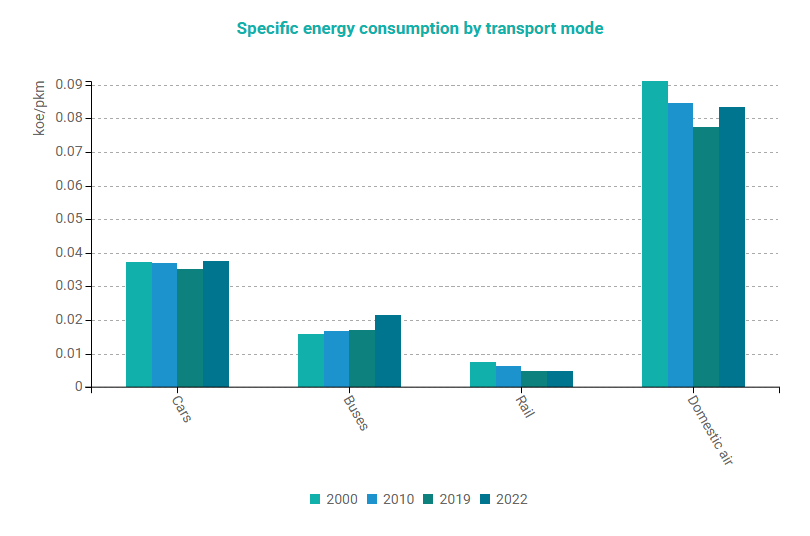 Specific energy consumption by transport mode
koe/pkm
0.09
0.08
0.07
0.06
0.05
0.04
0.03
0.02
0.01
0
Cars
Buses
Rail
Domestic air
2000 2010 2019 2022